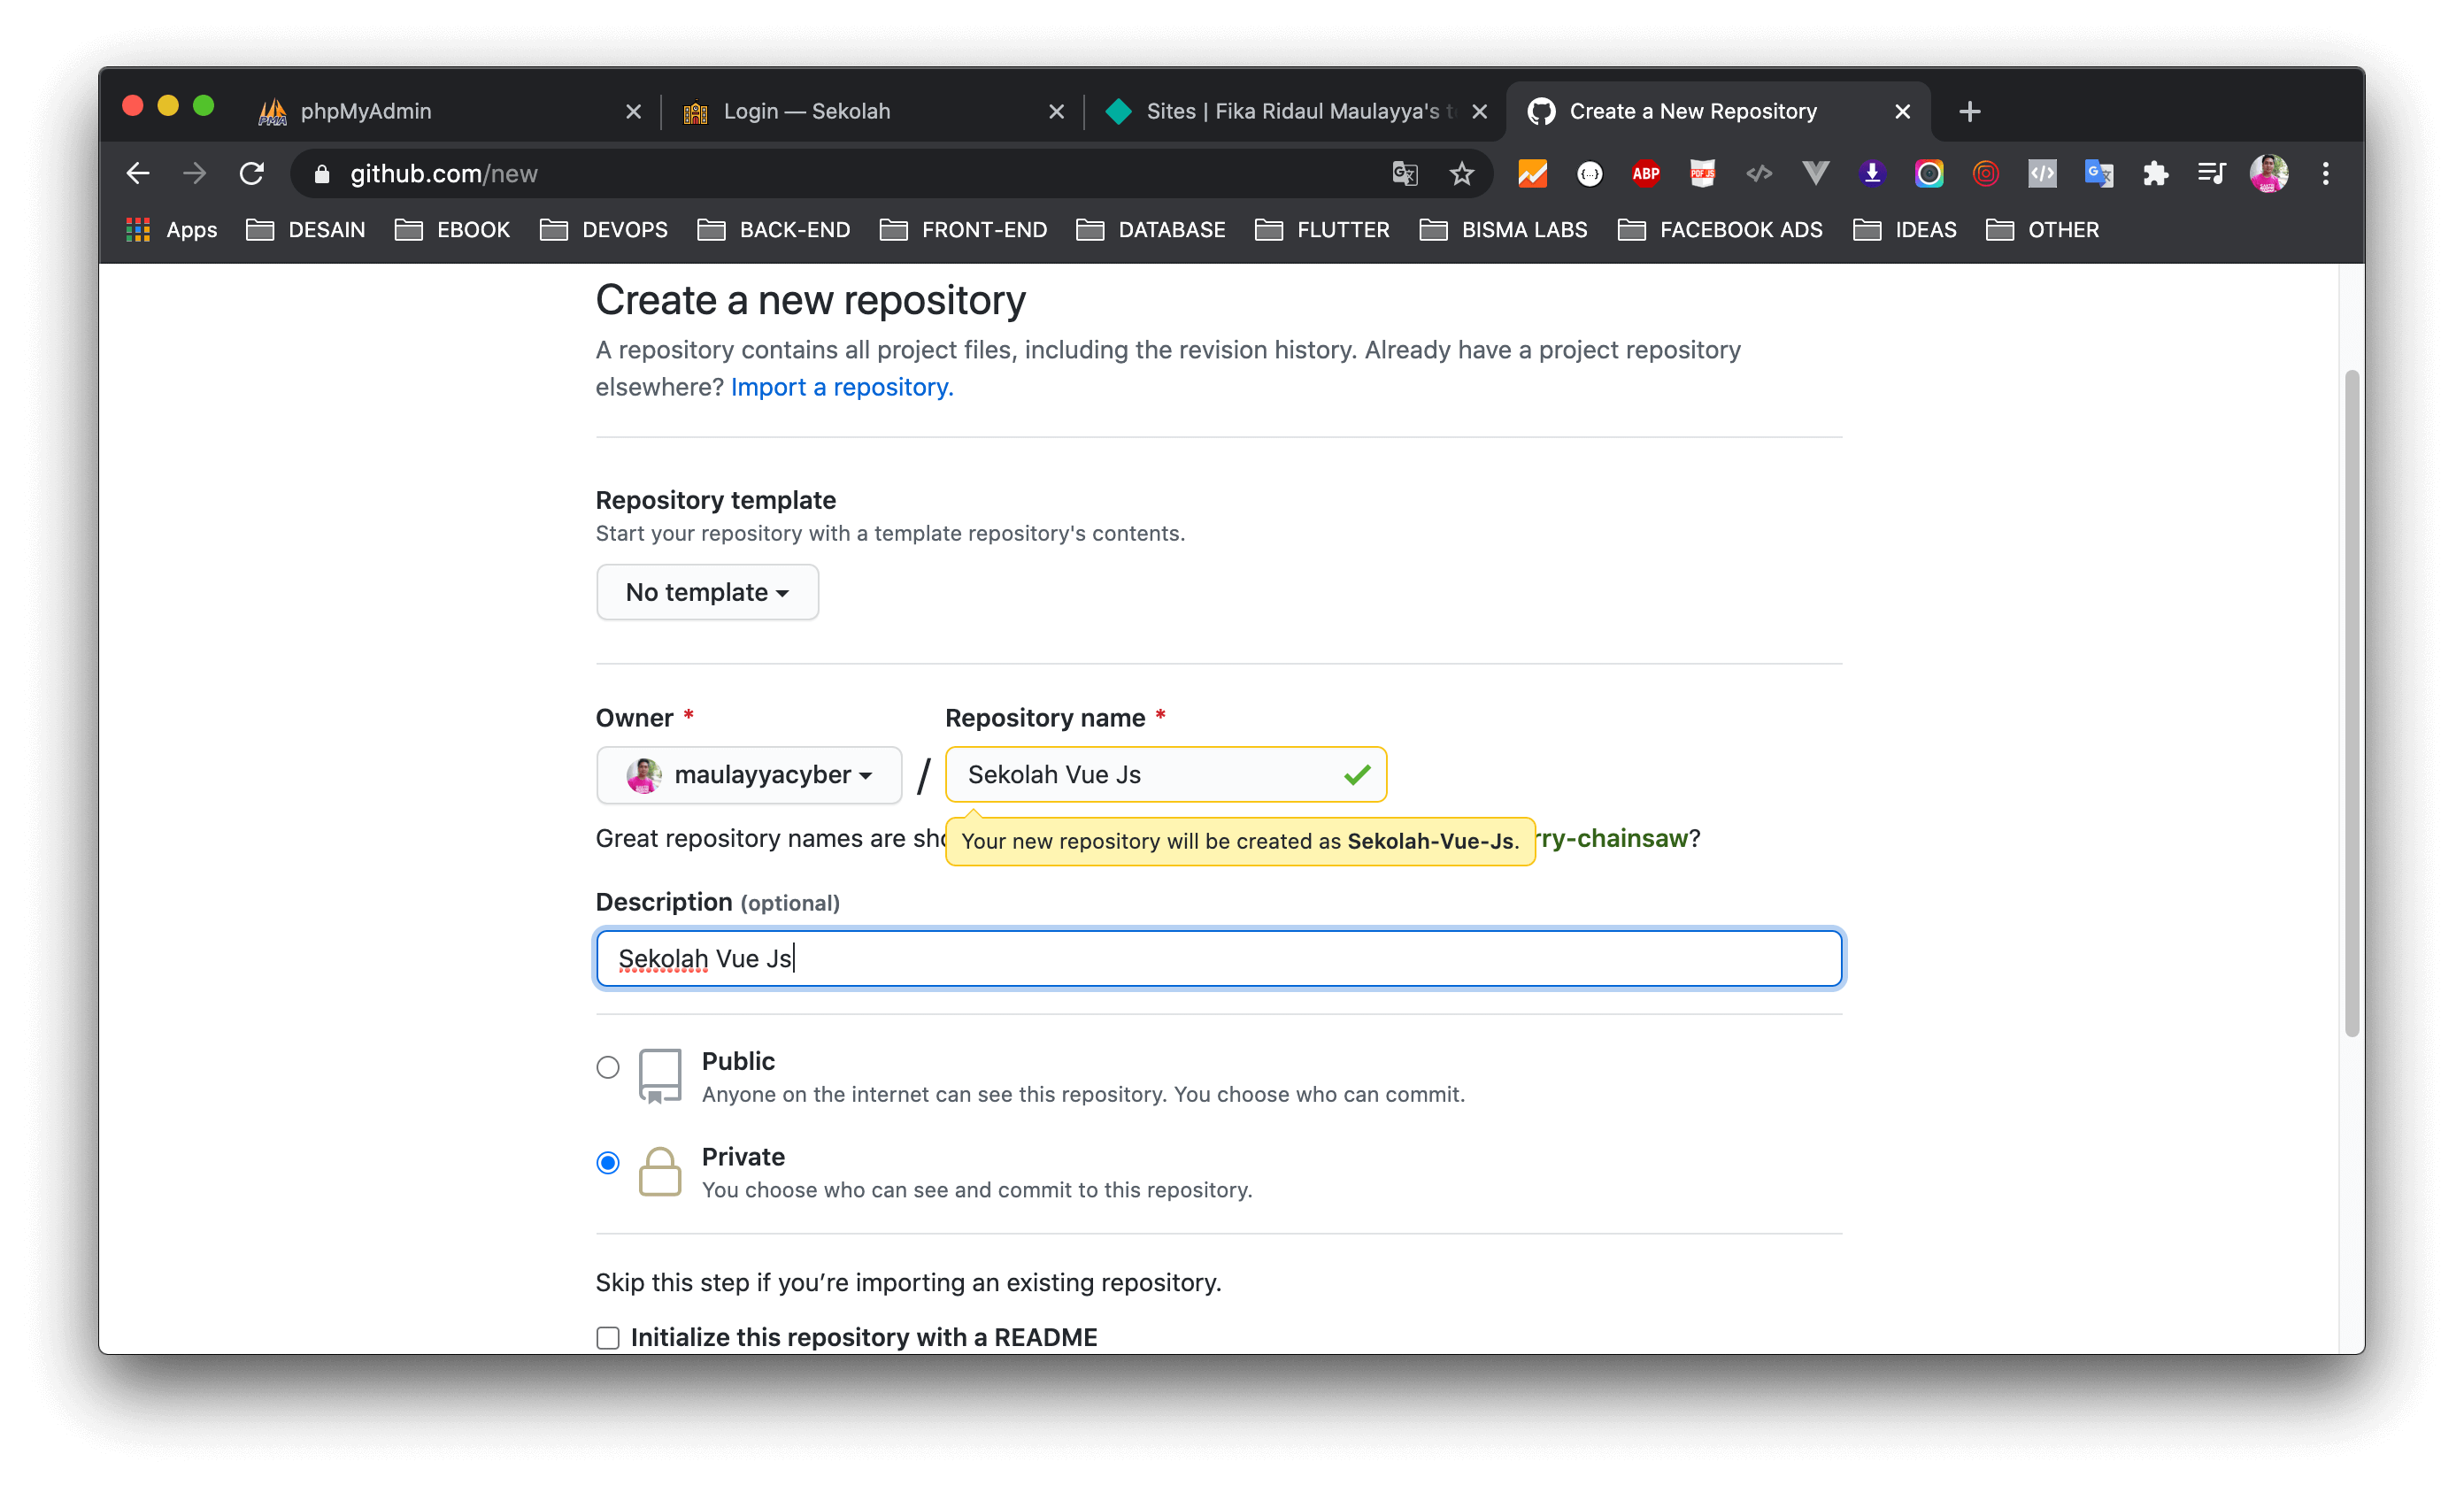 phpMyAdmin
Login — Sekolah
Sites | Fika Ridaul Maulayya's t
Create a New Repository
github.com/new
ABP
Apps DESAIN EBOOK DEVOPS BACK-END FRONT-END DATABASE FLUTTER BISMA LABS FACEBOOK ADS IDEAS OTHER
Create a new repository
A repository contains all project files, including the revision history. Already have a project repository
elsewhere? Import a repository.
Repository template
Start your repository with a template repository's contents.
No template
Owner * Repository name *
maulayyacyber / Sekolah Vue Js
Great repository names are sho
Your new repository will be created as Sekolah-Vue-Js.
rry-chainsaw?
Description (optional)
Sekolah Vue Js
Public
Anyone on the internet can see this repository. You choose who can commit.
Private
You choose who can see and commit to this repository.
Skip this step if you’re importing an existing repository.
Initialize this repository with a README